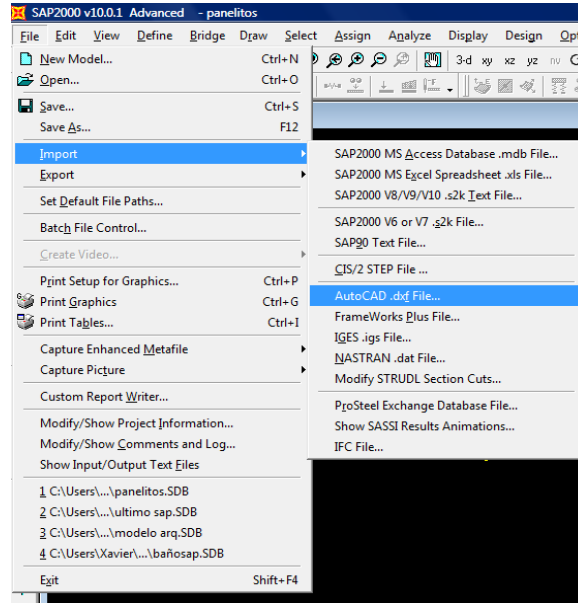 SAP2000 v10.0.1 Advanced - panelitos
File Edit View Define Bridge Draw Select Assign Analyze Display Design
New Model... Ctrl+N
3-d xy xz yz nv
Open... Ctrl+O
Save... Ctrl+S
Save As... F12
Import
Export
Set Default File Paths...
Batch File Control...
Create Video...
Print Setup for Graphics... Ctrl+P
Print Graphics Ctrl+G
Print Tables... Ctrl+I
Capture Enhanced Metafile
Capture Picture
Custom Report Writer...
Modify/Show Project Information...
Modify/Show Comments and Log...
Show Input/Output Text Files
1 C:\Users\...\panelitos.SDB
2 C:\Users\...\ultimo sap.SDB
3 C:\Users\...\modelo arq.SDB
4 C:\Users\Xavier\...\bañosap.SDB
Exit Shift+F4
SAP2000 MS Access Database .mdb File...
SAP2000 MS Excel Spreadsheet .xls File...
SAP2000 V8/V9/V10 .s2k Text File...
SAP2000 V6 or V7 .s2k File...
SAP90 Text File...
CIS/2 STEP File ...
AutoCAD .dxf File...
FrameWorks Plus File...
IGES .igs File...
NASTRAN .dat File...
Modify STRUDL Section Cuts...
ProSteel Exchange Database File...
Show SASSI Results Animations...
IFC File...